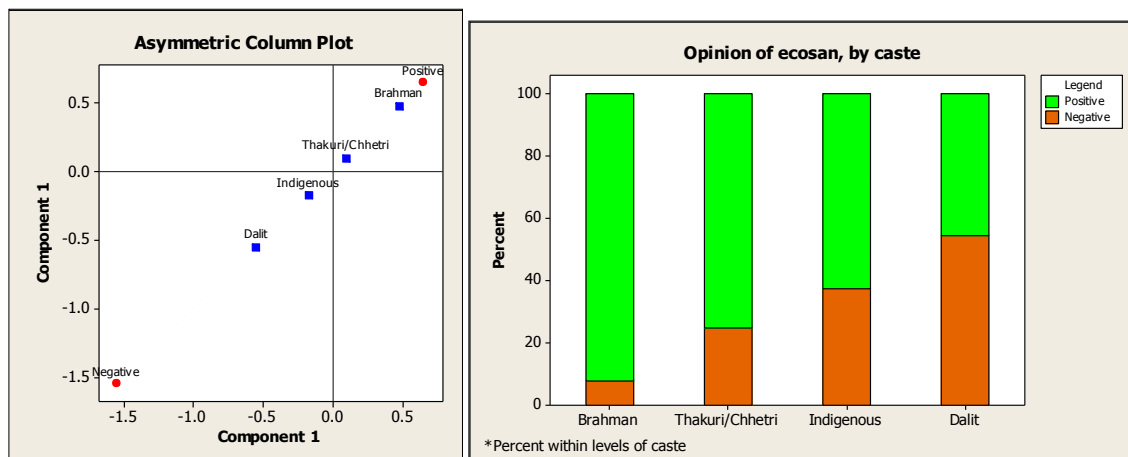 Asymmetric Column Plot
Component 1
0.5
0.0
-0.5
-1.0
-1.5
Positive
Brahman
Thakuri/Chhetri
Indigenous
Dalit
Negative
-1.5 -1.0 -0.5 0.0 0.5
Component 1
Opinion of ecosan, by caste
Legend
Positive
Negative
Percent
100
80
60
40
20
0
Brahman Thakuri/Chhetri Indigenous Dalit
*Percent within levels of caste